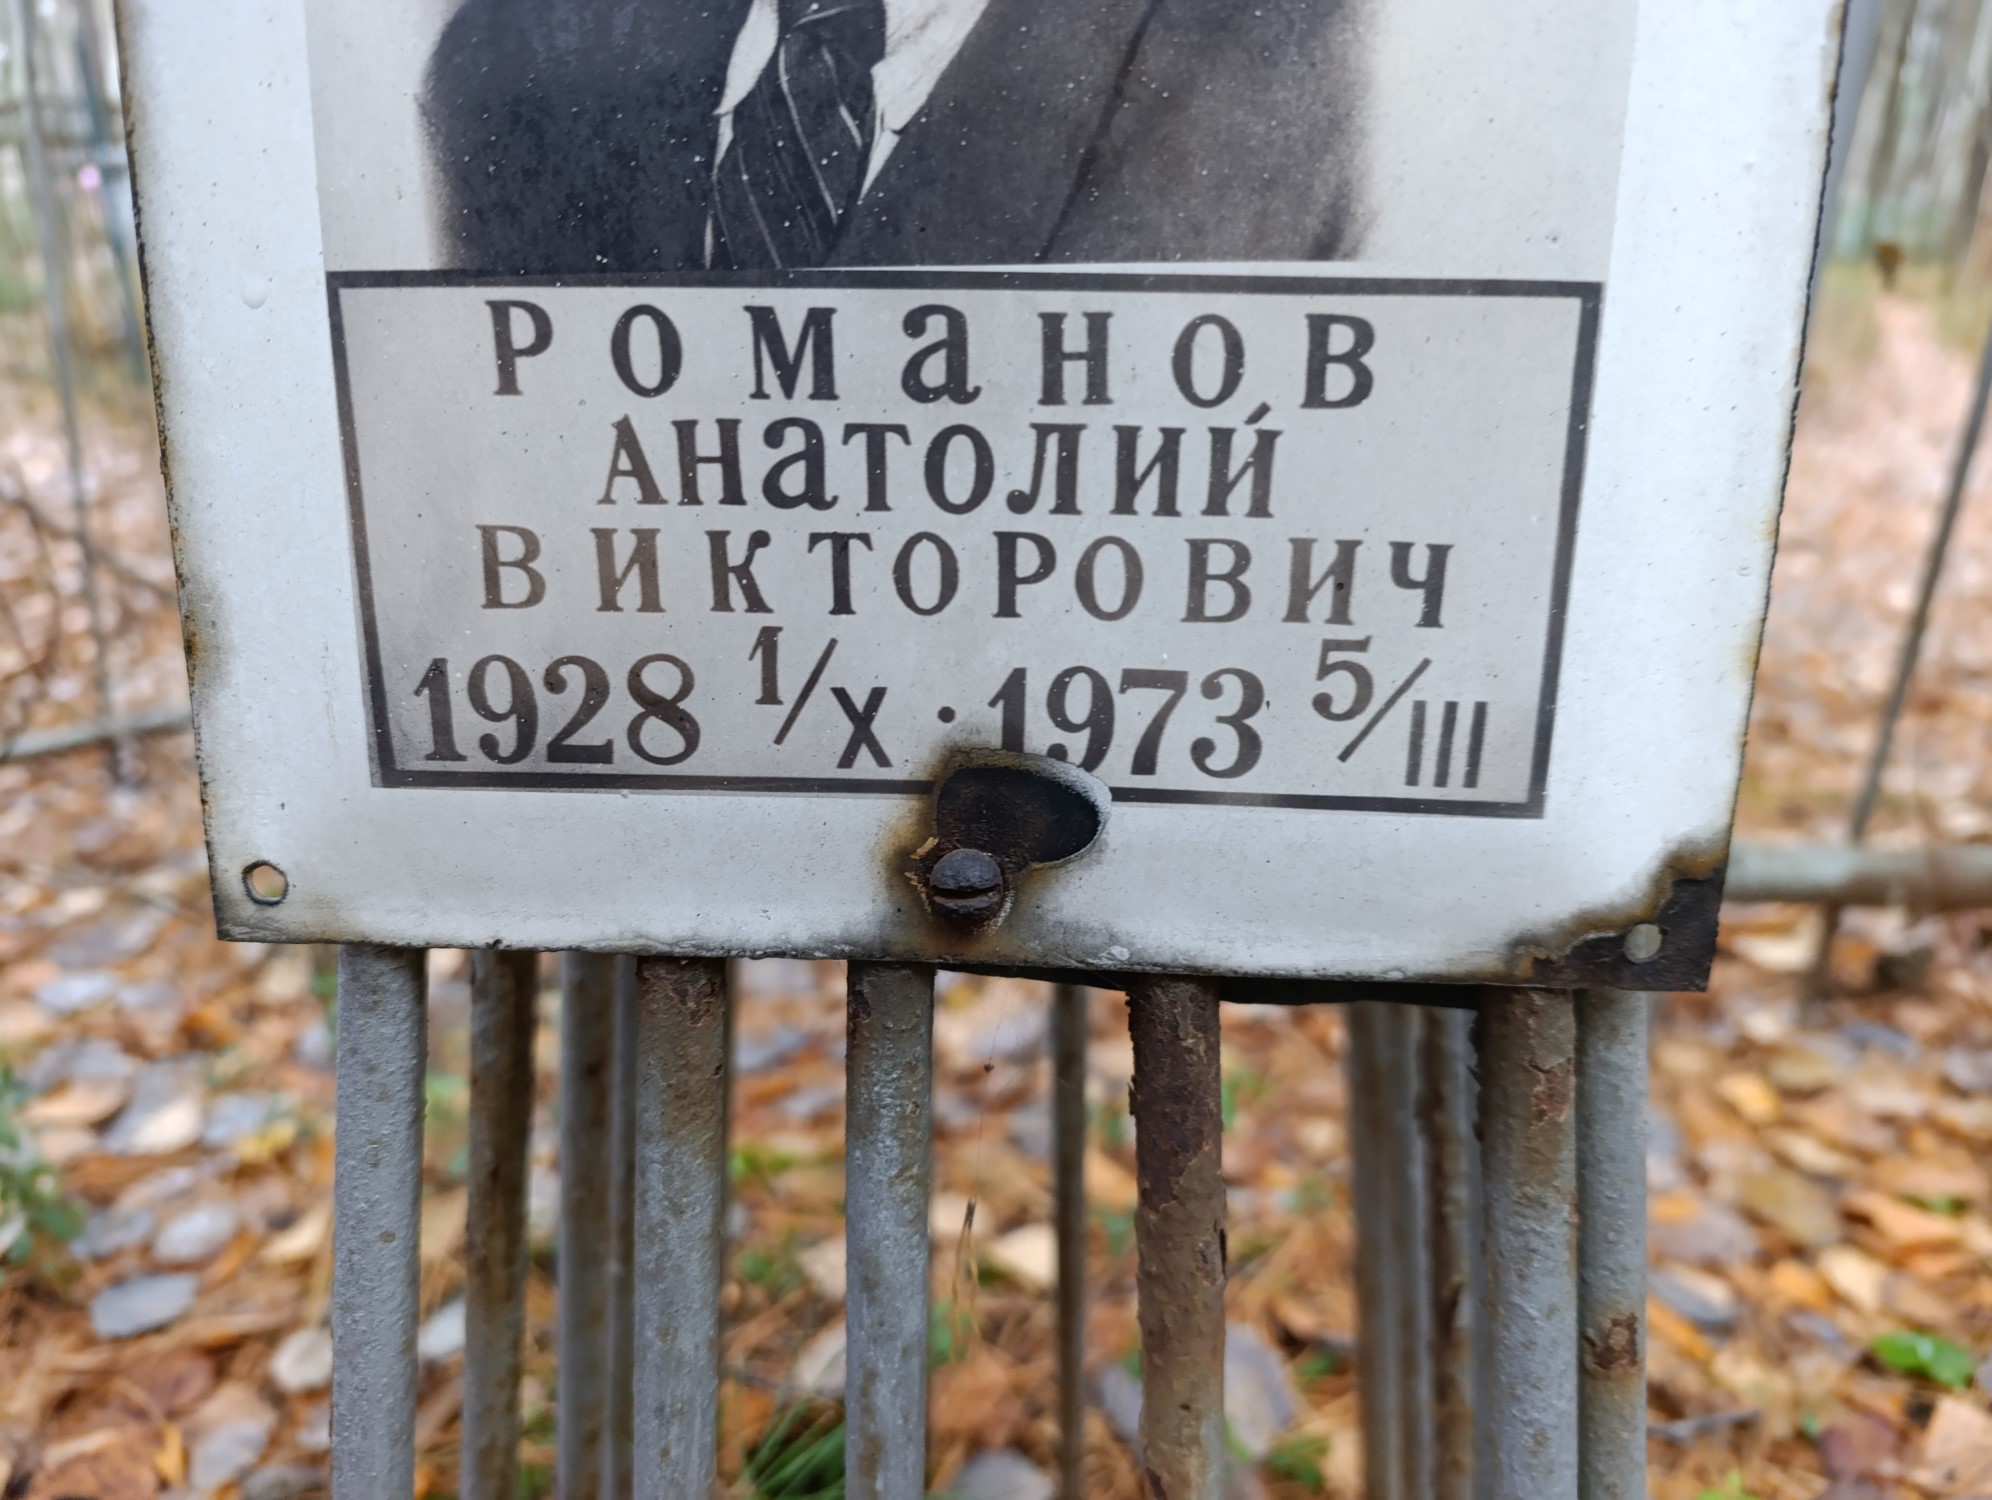 РОМАНОВ
АНАТОЛИЙ
ВИКТОРОВИЧ
1928 1/X · 1973 5/III